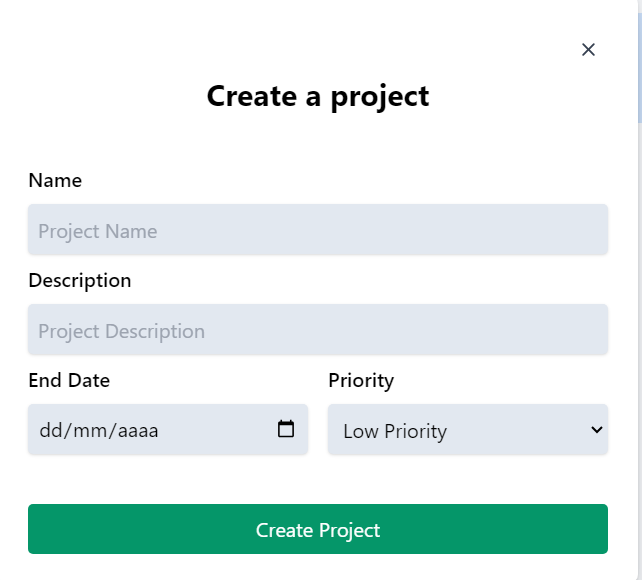 Create a project
Name
Project Name
Description
Project Description
End Date Priority
dd/mm/aaaa Low Priority
Create Project